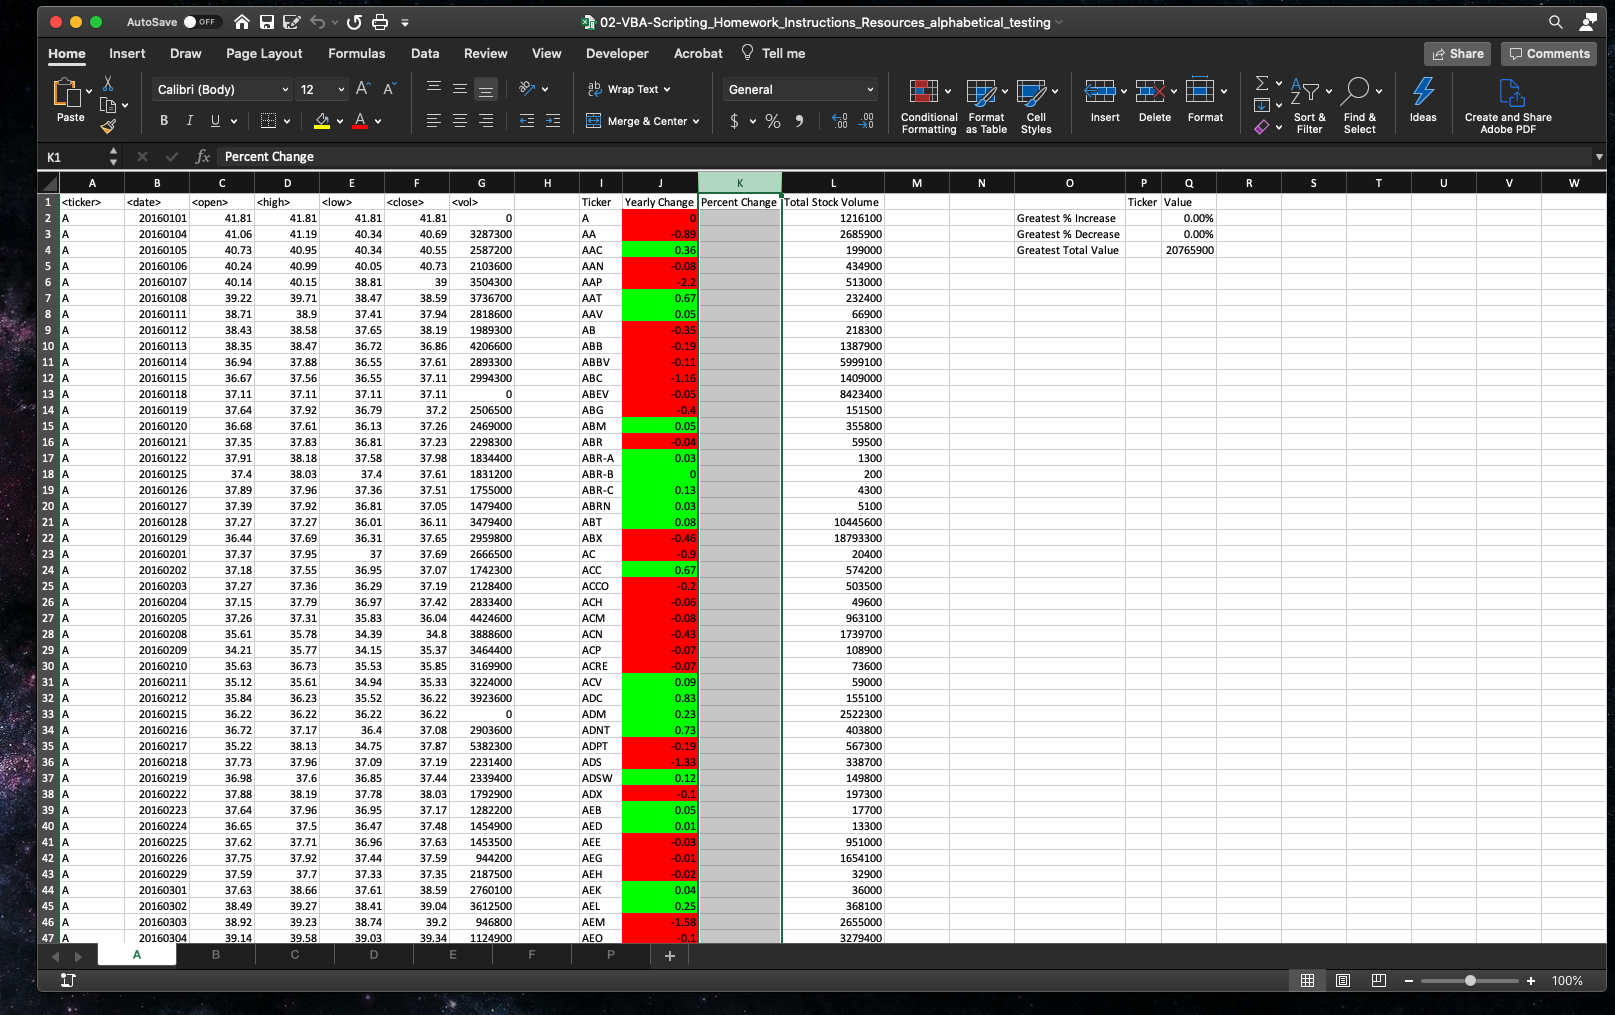 AutoSave OFF 02-VBA-Scripting_Homework_Instructions_Resources_alphabetical_testing
Home Insert Draw Page Layout Formulas Data Review View Developer Acrobat Tell me Share Comments
Paste Calibri (Body) 12 A A Wrap Text General Conditional Formatting Format as Table Cell Styles Insert Delete Format Sort & Filter Find & Select Ideas Create and Share Adobe PDF
B I U A Merge & Center $ % 9
K1 fx Percent Change
A B C D E F G H I J K L M N O P Q R S T U V W
1 <ticker> <date> <open> <high> <low> <close> <vol> Ticker Yearly Change Percent Change Total Stock Volume Ticker Value
2 A 20160101 41.81 41.81 41.81 41.81 0 A 0 1216100 Greatest % Increase 0.00%
3 A 20160104 41.06 41.19 40.34 40.69 3287300 AA -0.89 2685900 Greatest % Decrease 0.00%
4 A 20160105 40.73 40.95 40.34 40.55 2587200 AAC 0.36 199000 Greatest Total Value 20765900
5 A 20160106 40.24 40.99 40.05 40.73 2103600 AAN -0.08 434900
6 A 20160107 40.14 40.15 38.81 39 3504300 AAP -2.2 513000
7 A 20160108 39.22 39.71 38.47 38.59 3736700 AAT 0.67 232400
8 A 20160111 38.71 38.9 37.41 37.94 2818600 AAV 0.05 66900
9 A 20160112 38.43 38.58 37.65 38.19 1989300 AB -0.35 218300
10 A 20160113 38.35 38.47 36.72 36.86 4206600 ABB -0.19 1387900
11 A 20160114 36.94 37.88 36.55 37.61 2893300 ABBV -0.11 5999100
12 A 20160115 36.67 37.56 36.55 37.11 2994300 ABC -1.16 1409000
13 A 20160118 37.11 37.11 37.11 37.11 0 ABEV -0.05 8423400
14 A 20160119 37.64 37.92 36.79 37.2 2506500 ABG -0.4 151500
15 A 20160120 36.68 37.61 36.13 37.26 2469000 ABM 0.05 355800
16 A 20160121 37.35 37.83 36.81 37.23 2298300 ABR -0.04 59500
17 A 20160122 37.91 38.18 37.58 37.98 1834400 ABR-A 0.03 1300
18 A 20160125 37.4 38.03 37.4 37.61 1831200 ABR-B 0 200
19 A 20160126 37.89 37.96 37.36 37.51 1755000 ABR-C 0.13 4300
20 A 20160127 37.39 37.92 36.81 37.05 1479400 ABRN 0.03 5100
21 A 20160128 37.27 37.27 36.01 36.11 3479400 ABT 0.08 10445600
22 A 20160129 36.44 37.69 36.31 37.65 2959800 ABX -0.46 18793300
23 A 20160201 37.37 37.95 37 37.69 2666500 AC -0.9 20400
24 A 20160202 37.18 37.55 36.95 37.07 1742300 ACC 0.67 574200
25 A 20160203 37.27 37.36 36.29 37.19 2128400 ACCO -0.2 503500
26 A 20160204 37.15 37.79 36.97 37.42 2833400 ACH -0.06 49600
27 A 20160205 37.26 37.31 35.83 36.04 4424600 ACM -0.08 963100
28 A 20160208 35.61 35.78 34.39 34.8 3888600 ACN -0.43 1739700
29 A 20160209 34.21 35.77 34.15 35.37 3464400 ACP -0.07 108900
30 A 20160210 35.63 36.73 35.53 35.85 3169900 ACRE -0.07 73600
31 A 20160211 35.12 35.61 34.94 35.33 3224000 ACV 0.09 59000
32 A 20160212 35.84 36.23 35.52 36.22 3923600 ADC 0.83 155100
33 A 20160215 36.22 36.22 36.22 36.22 0 ADM 0.23 2522300
34 A 20160216 36.72 37.17 36.4 37.08 2903600 ADNT 0.73 403800
35 A 20160217 35.22 38.13 34.75 37.87 5382300 ADPT -0.19 567300
36 A 20160218 37.73 37.96 37.09 37.19 2231400 ADS -1.33 338700
37 A 20160219 36.98 37.6 36.85 37.44 2339400 ADSW 0.12 149800
38 A 20160222 37.88 38.19 37.78 38.03 1792900 ADX -0.1 197300
39 A 20160223 37.64 37.96 36.95 37.17 1282200 AEB 0.05 17700
40 A 20160224 36.65 37.5 36.47 37.48 1454900 AED 0.01 13300
41 A 20160225 37.62 37.71 36.96 37.63 1453500 AEE -0.03 951000
42 A 20160226 37.75 37.92 37.44 37.59 944200 AEG -0.01 1654100
43 A 20160229 37.59 37.7 37.33 37.35 2187500 AEH -0.02 32900
44 A 20160301 37.63 38.66 37.61 38.59 2760100 AEK 0.04 36000
45 A 20160302 38.49 39.27 38.41 39.04 3612500 AEL 0.25 368100
46 A 20160303 38.92 39.23 38.74 39.2 946800 AEM -1.58 2655000
47 A 20160304 39.14 39.58 39.03 39.34 1124900 AEO -0.1 3279400
A B C D E F P +
100%